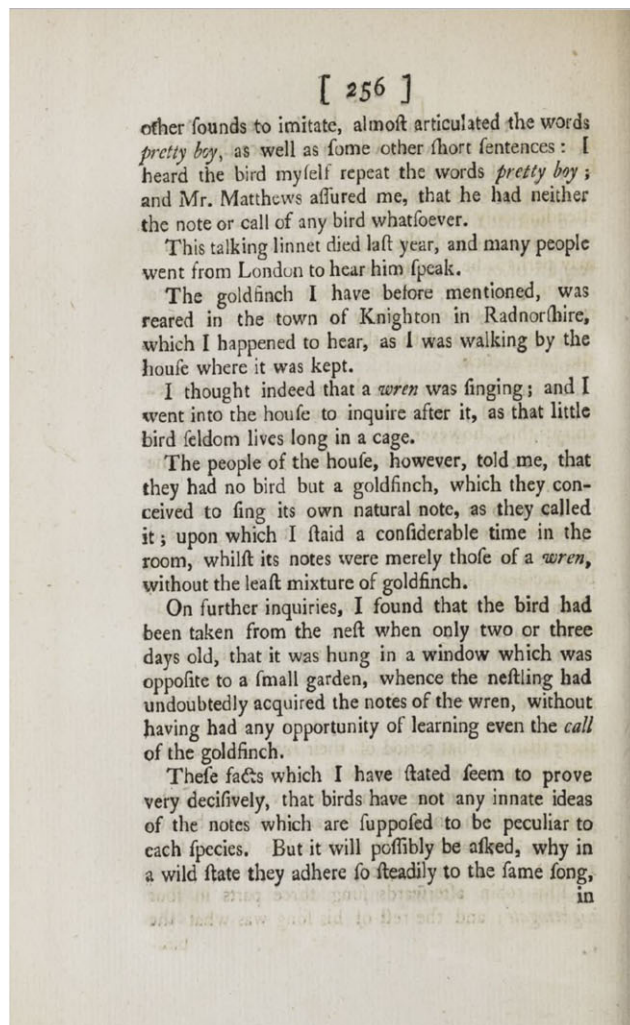 [ 256 ]
other ſounds to imitate, almoſt articulated the words
pretty boy, as well as ſome other ſhort ſentences: I
heard the bird myſelf repeat the words pretty boy;
and Mr. Matthews aſſured me, that he had neither
the note or call of any bird whatſoever.
This talking linnet died laſt year, and many people
went from London to hear him ſpeak.
The goldfinch I have before mentioned, was
reared in the town of Knighton in Radnorſhire,
which I happened to hear, as I was walking by the
houſe where it was kept.
I thought indeed that a wren was ſinging; and I
went into the houſe to inquire after it, as that little
bird ſeldom lives long in a cage.
The people of the houſe, however, told me, that
they had no bird but a goldfinch, which they con-
ceived to ſing its own natural note, as they called
it; upon which I ſtaid a conſiderable time in the
room, whilſt its notes were merely thoſe of a wren,
without the leaſt mixture of goldfinch.
On further inquiries, I found that the bird had
been taken from the neſt when only two or three
days old, that it was hung in a window which was
oppoſite to a ſmall garden, whence the neſtling had
undoubtedly acquired the notes of the wren, without
having had any opportunity of learning even the call
of the goldfinch.
Theſe facts which I have ſtated ſeem to prove
very deciſively, that birds have not any innate ideas
of the notes which are ſuppoſed to be peculiar to
each ſpecies. But it will poſſibly be aſked, why in
a wild ſtate they adhere ſo ſteadily to the ſame ſong,
in